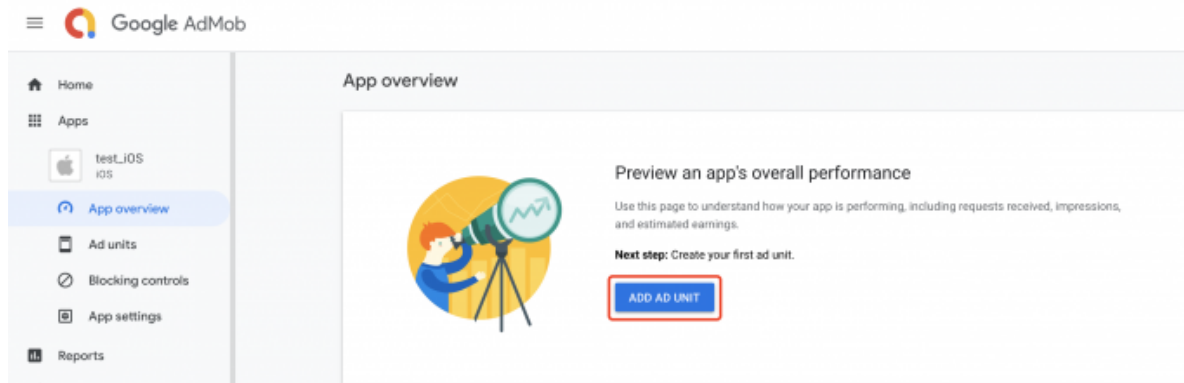 Google AdMob
Home
Apps
test_iOS
iOS
App overview
Ad units
Blocking controls
App settings
Reports
App overview
Preview an app's overall performance
Use this page to understand how your app is performing, including requests received, impressions,
and estimated earnings.
Next step: Create your first ad unit.
ADD AD UNIT